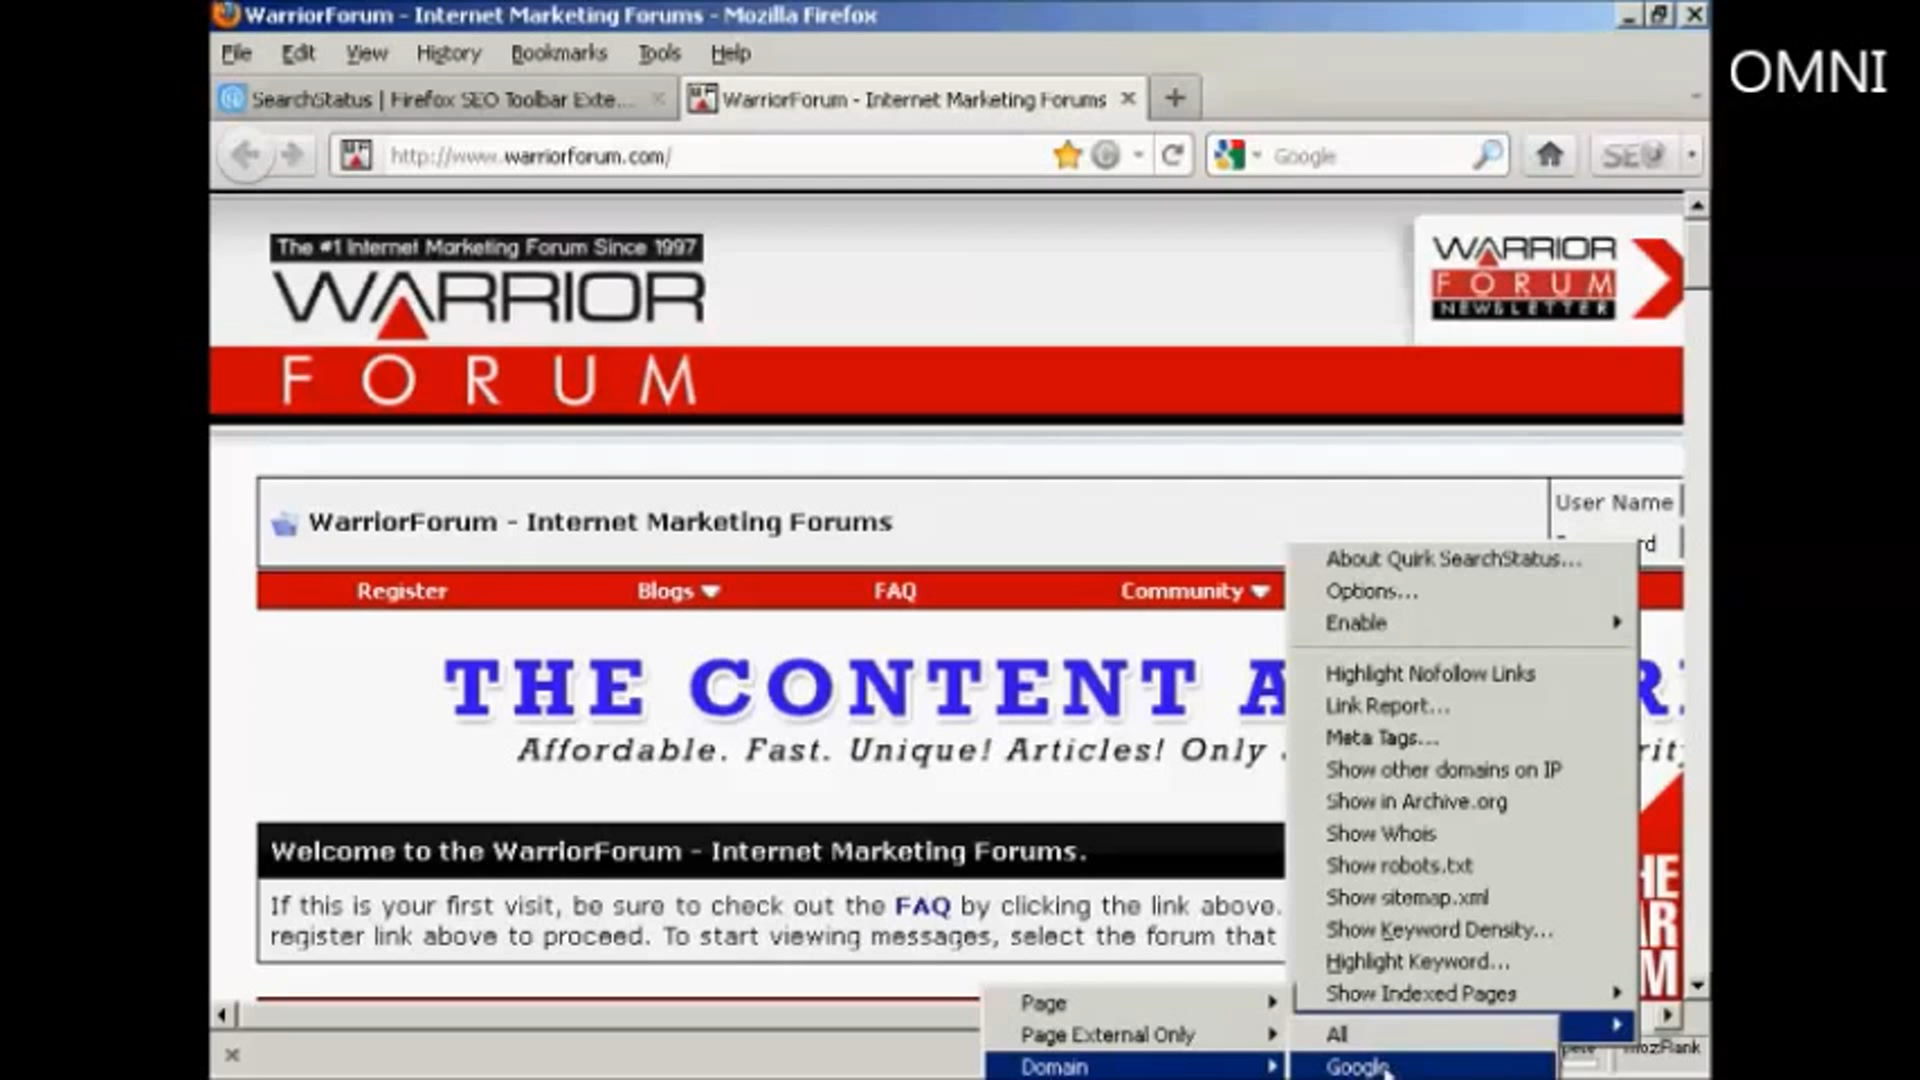 WarriorForum - Internet Marketing Forums - Mozilla Firefox
OMNI
File Edit View History Bookmarks Tools Help
SearchStatus | Firefox SEO Toolbar Exte...
WarriorForum - Internet Marketing Forums
http://www.warriorforum.com/
Google
SEO
The #1 Internet Marketing Forum Since 1997
WARRIOR
FORUM
WARRIOR
FORUM
NEWSLETTER
WarriorForum - Internet Marketing Forums
User Name
Register Blogs FAQ Community
THE CONTENT A
Affordable. Fast. Unique! Articles! Only
Welcome to the WarriorForum - Internet Marketing Forums.
If this is your first visit, be sure to check out the FAQ by clicking the link above.
register link above to proceed. To start viewing messages, select the forum that
About Quirk SearchStatus...
Options...
Enable
Highlight Nofollow Links
Link Report...
Meta Tags...
Show other domains on IP
Show in Archive.org
Show Whois
Show robots.txt
Show sitemap.xml
Show Keyword Density...
Highlight Keyword...
Show Indexed Pages
Page
Page External Only
Domain
All
Google
mozRank